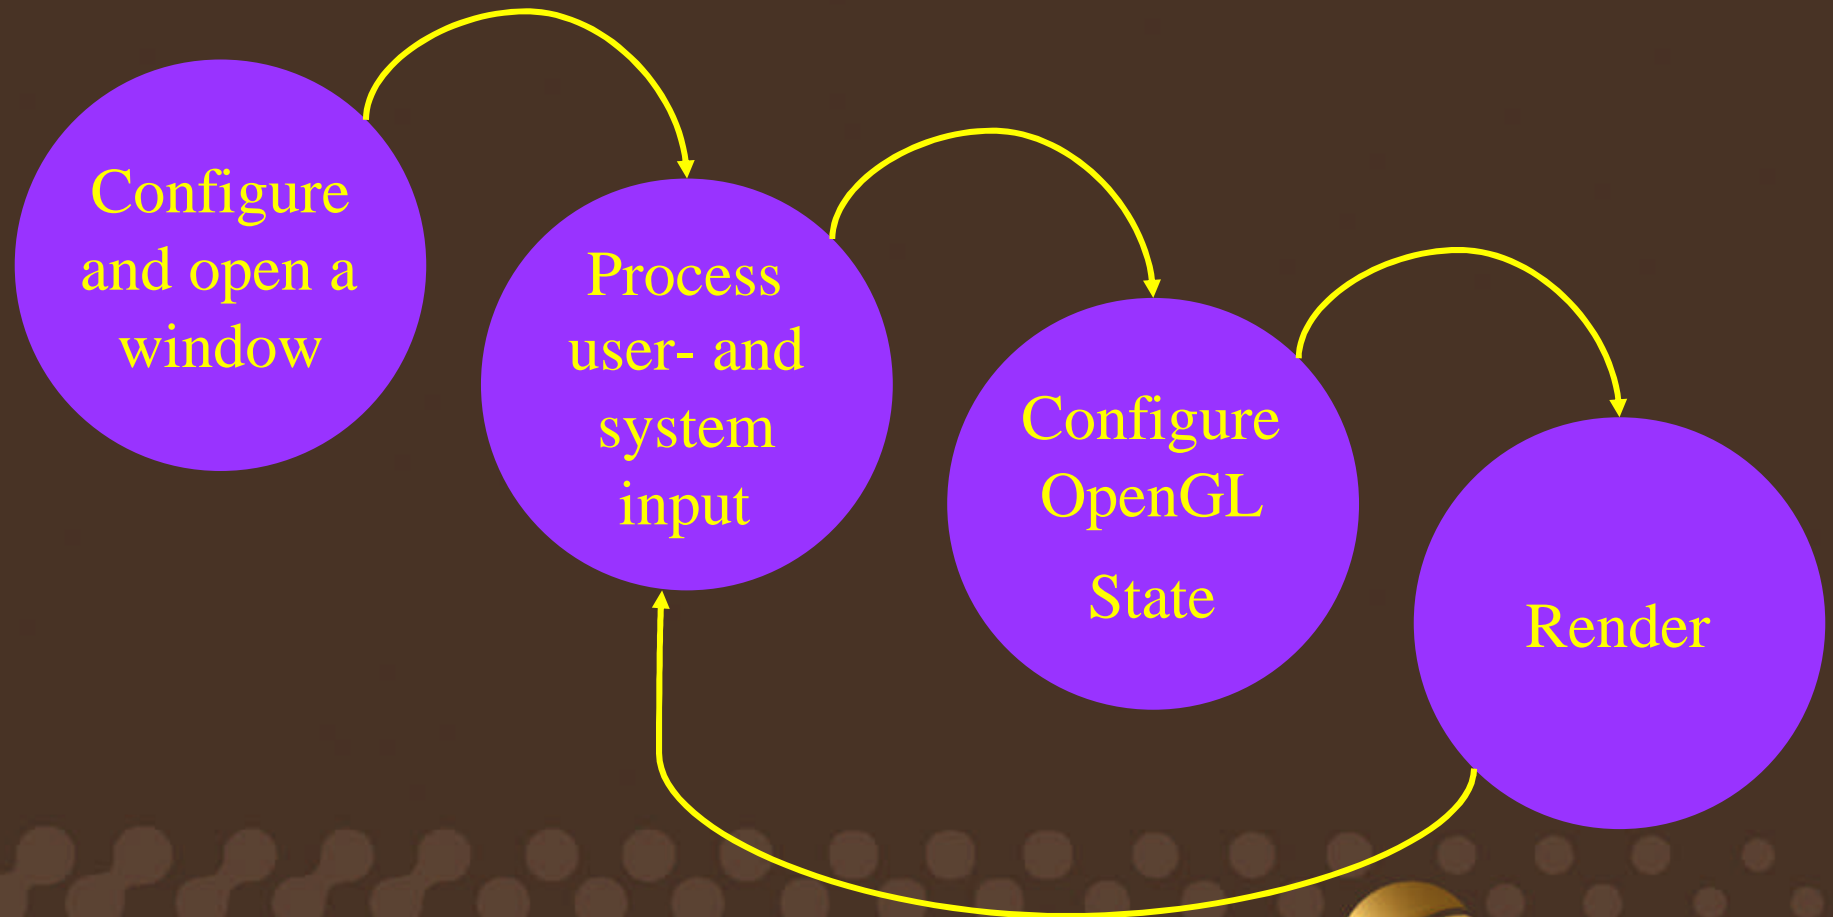 Configure
and open a
window
Process
user- and
system
input
Configure
OpenGL
State
Render